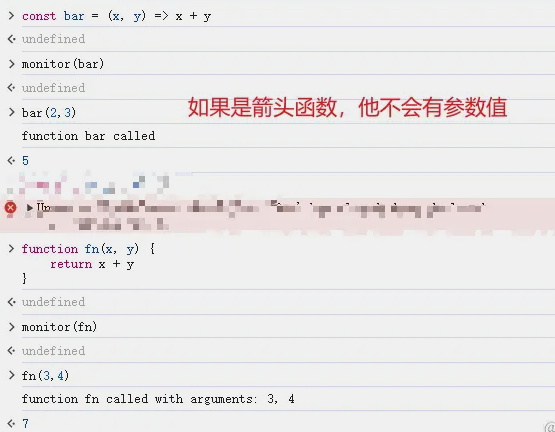 const bar = (x, y) => x + y
undefined
monitor(bar)
undefined
bar(2,3)
如果是箭头函数，他不会有参数值
function bar called
5
function fn(x, y) {
return x + y
}
undefined
monitor(fn)
undefined
fn(3,4)
function fn called with arguments: 3, 4
7
@